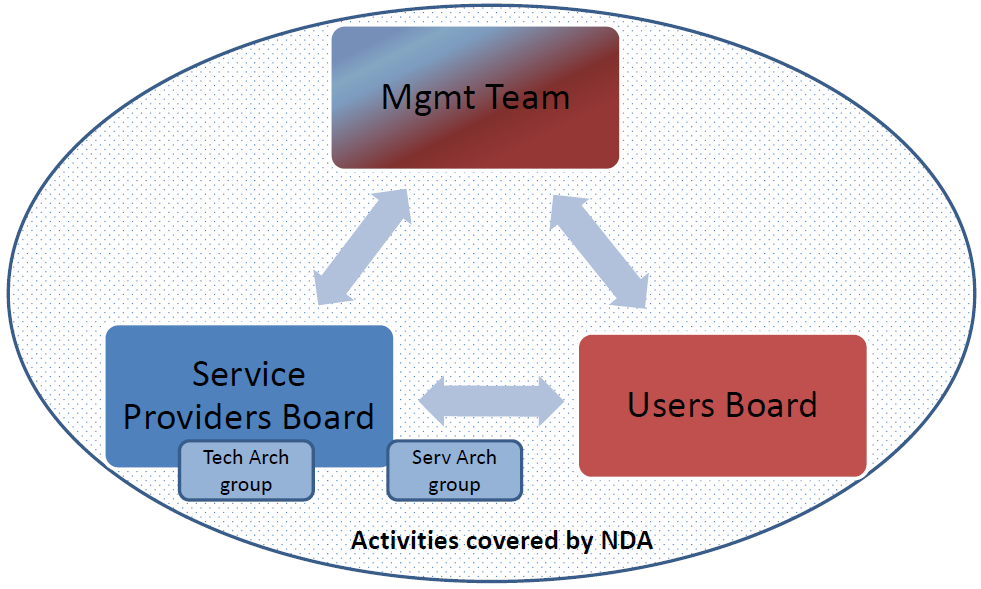 Mgmt Team
Service
Providers Board
Users Board
Tech Arch
group
Serv Arch
group
Activities covered by NDA